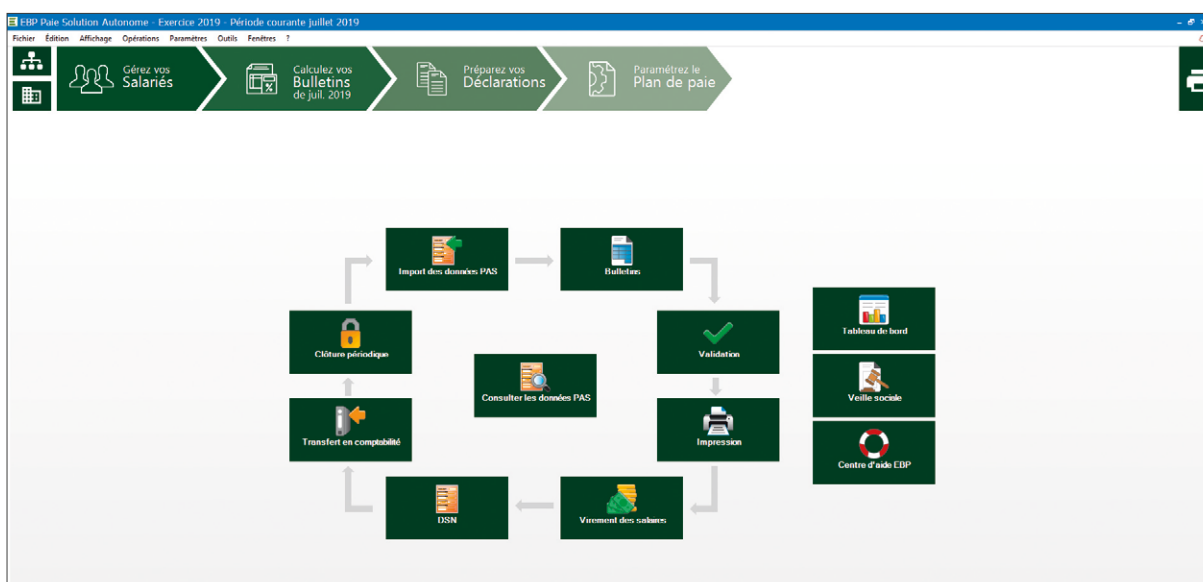 EBP Paie Solution Autonome - Exercice 2019 - Période courante juillet 2019
Fichier Édition Affichage Opérations Paramètres Outils Fenêtres ?
Gérez vos
Salariés
Calculez vos
Bulletins
de juil. 2019
Préparez vos
Déclarations
Paramétrez le
Plan de paie
Import des données PAS
Bulletins
Clôture périodique
Validation
Tableau de bord
Consulter les données PAS
Veille sociale
Transfert en comptabilité
Impression
Centre d'aide EBP
DSN
Virement des salaires